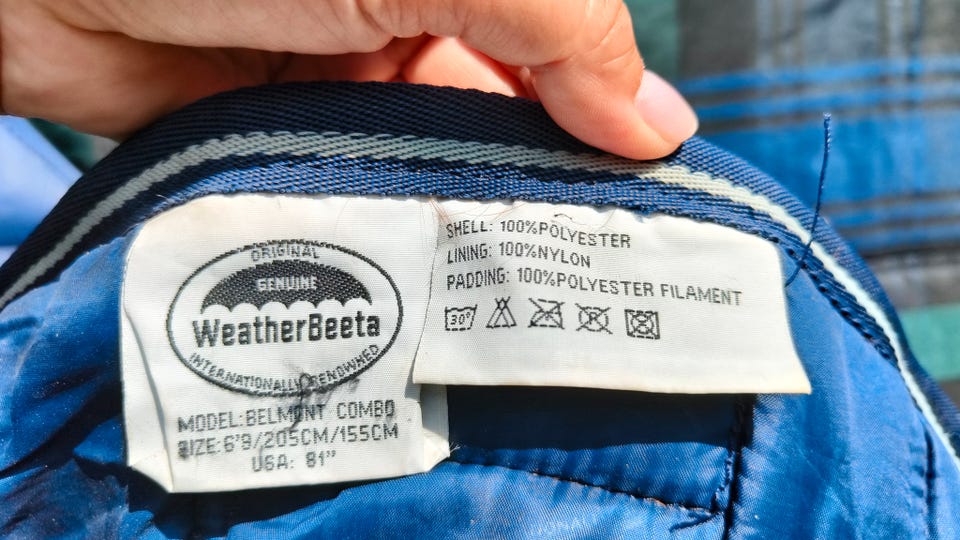 ORIGINAL
GENUINE
WeatherBeeta
INTERNATIONALLY RENOWNED
MODEL:BELMONT COMBO
SIZE:6'9/205CM/155CM
USA: 81"
SHELL: 100%POLYESTER
LINING: 100%NYLON
PADDING: 100%POLYESTER FILAMENT
30°